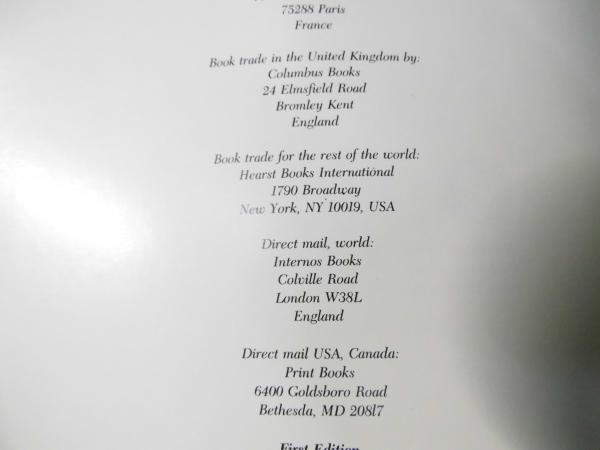 75288 Paris
France
Book trade in the United Kingdom by:
Columbus Books
24 Elmsfield Road
Bromley Kent
England
Book trade for the rest of the world:
Hearst Books International
1790 Broadway
New York, NY 10019, USA
Direct mail, world:
Internos Books
Colville Road
London W38L
England
Direct mail USA, Canada:
Print Books
6400 Goldsboro Road
Bethesda, MD 20817
First Edition